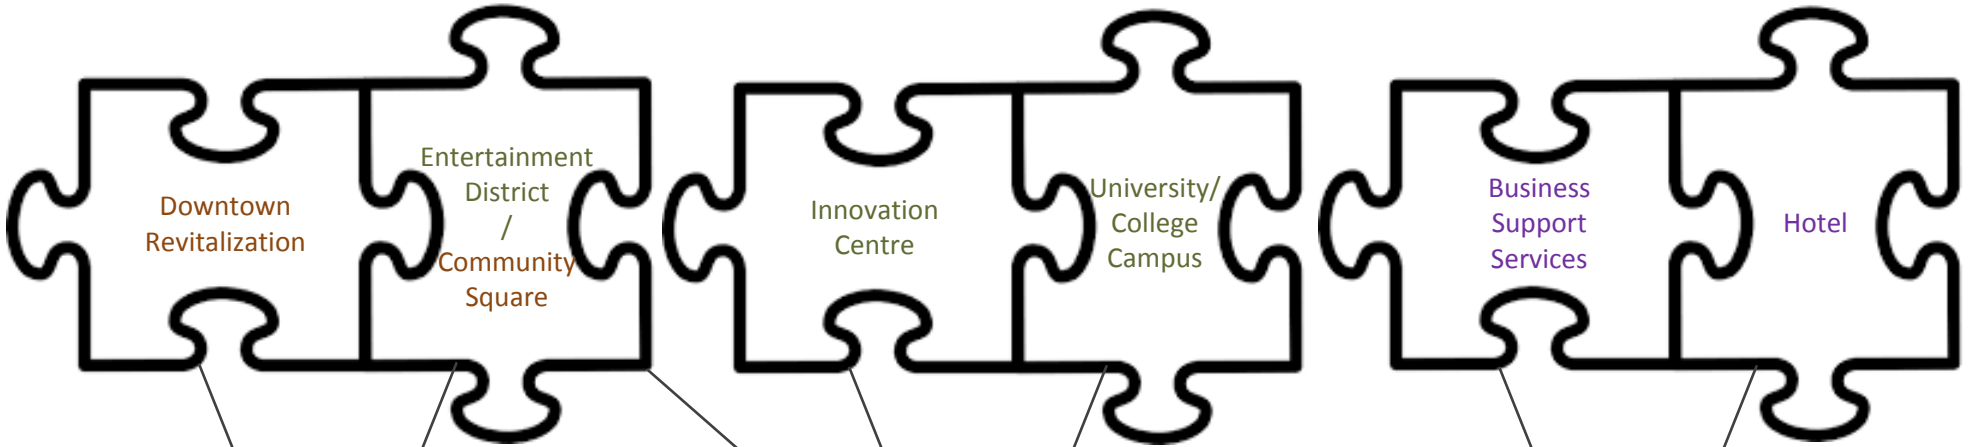 Downtown
Revitalization
Entertainment
District
/
Community
Square
Innovation
Centre
University/
College
Campus
Business
Support
Services
Hotel